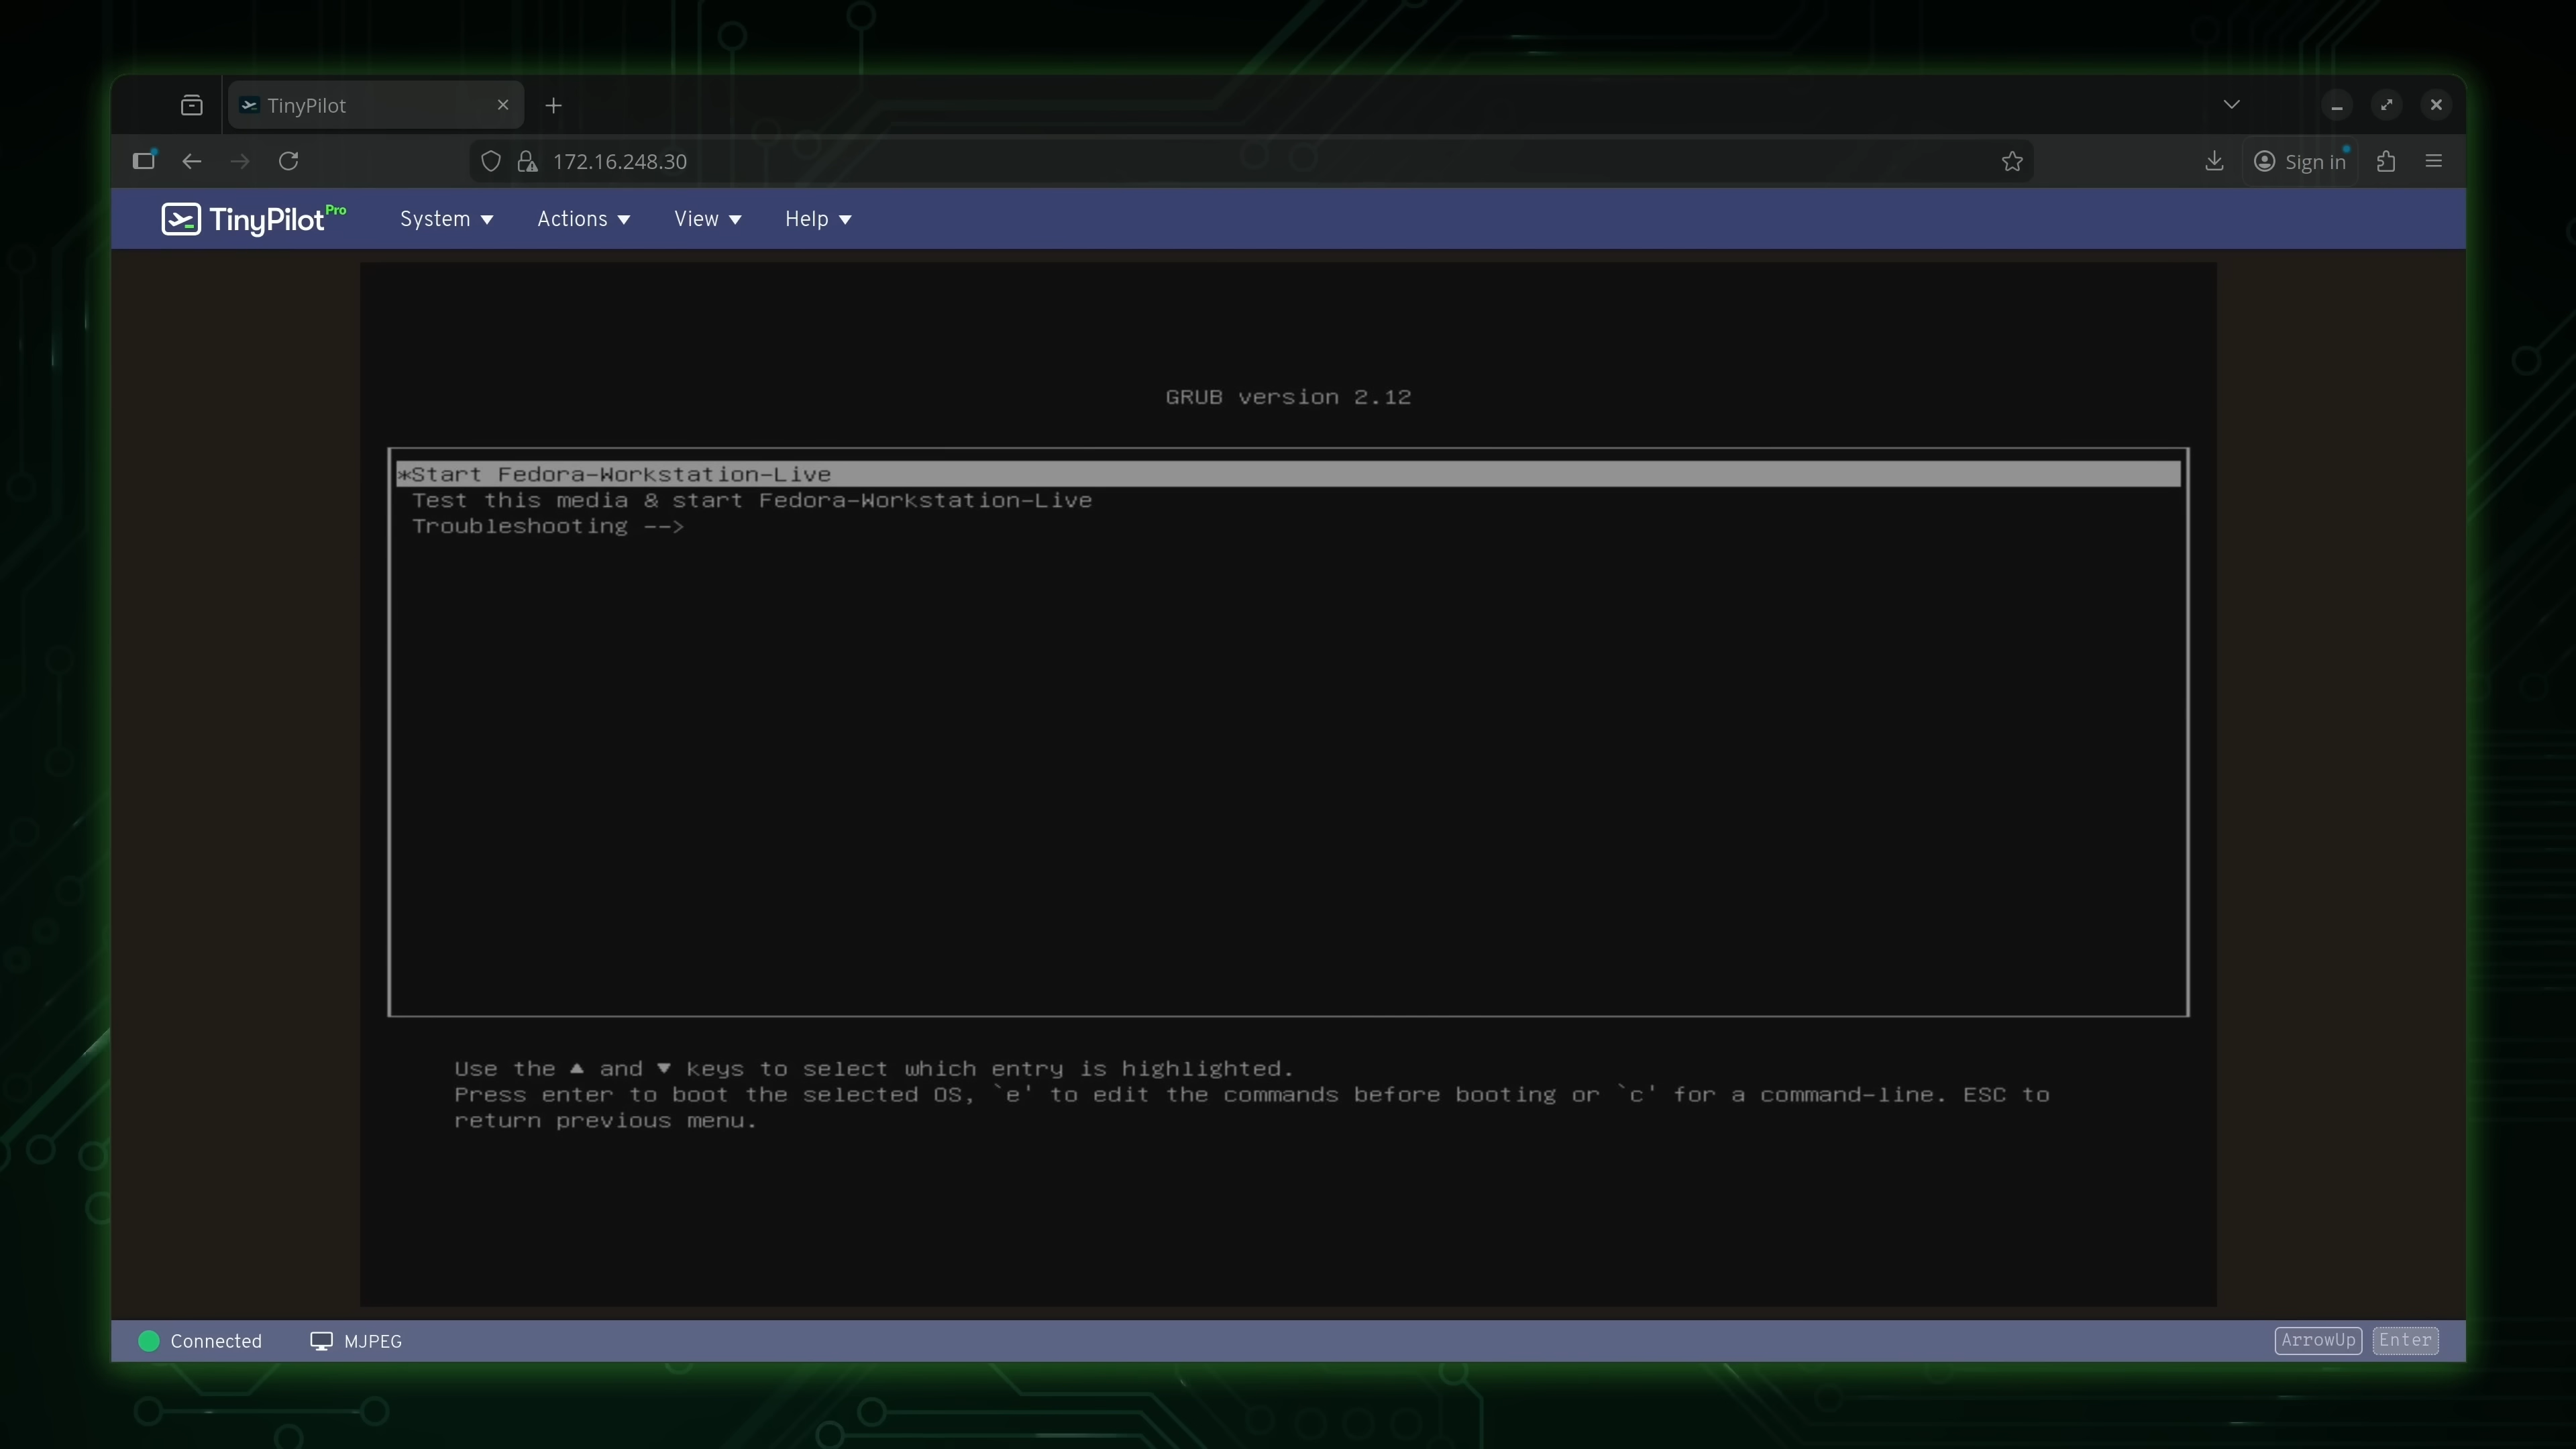 TinyPilot
172.16.248.30
Sign in
TinyPilot Pro
System
Actions
View
Help
GRUB version 2.12
*Start Fedora-Workstation-Live
Test this media & start Fedora-Workstation-Live
Troubleshooting -->
Use the ▲ and ▼ keys to select which entry is highlighted.
Press enter to boot the selected OS, `e' to edit the commands before booting or `c' for a command-line. ESC to
return previous menu.
Connected
MJPEG
ArrowUp
Enter